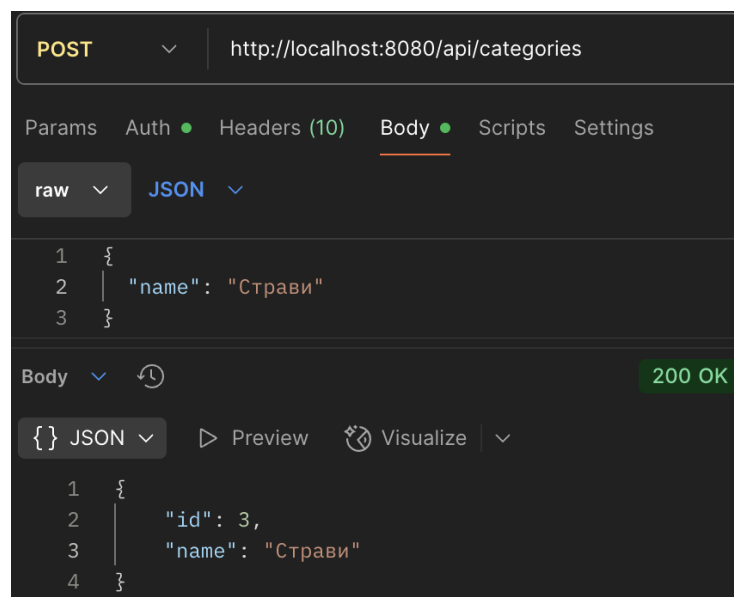 POST http://localhost:8080/api/categories
Params Auth Headers (10) Body Scripts Settings
raw JSON
1 {
2 "name": "Страви"
3 }
Body 200 OK
{} JSON Preview Visualize
1 {
2 "id": 3,
3 "name": "Страви"
4 }